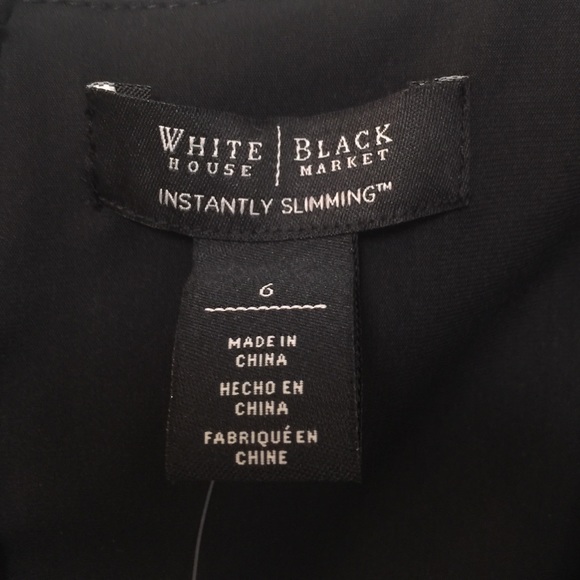 WHITE | BLACK
HOUSE | MARKET
INSTANTLY SLIMMING™
6
MADE IN
CHINA
HECHO EN
CHINA
FABRIQUÉ EN
CHINE